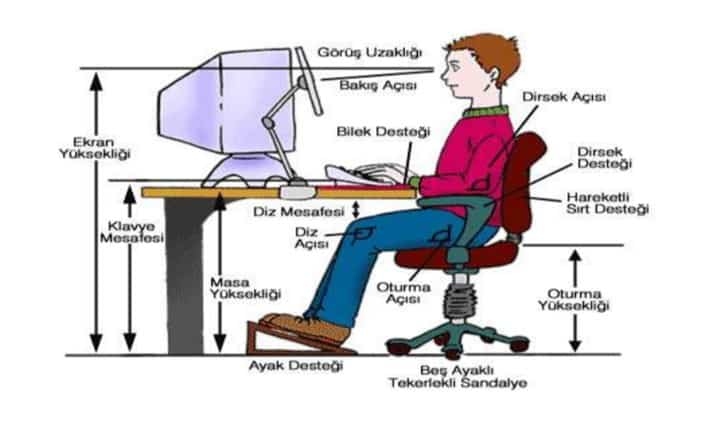 Görüş Uzaklığı
Bakış Açısı
Dirsek Açısı
Ekran
Yüksekliği
Bilek Desteği
Dirsek
Desteği
Hareketli
Sırt Desteği
Klavye
Mesafesi
Diz Mesafesi
Diz
Açısı
Masa
Yüksekliği
Oturma
Açısı
Oturma
Yüksekliği
Ayak Desteği
Beş Ayaklı
Tekerlekli Sandalye